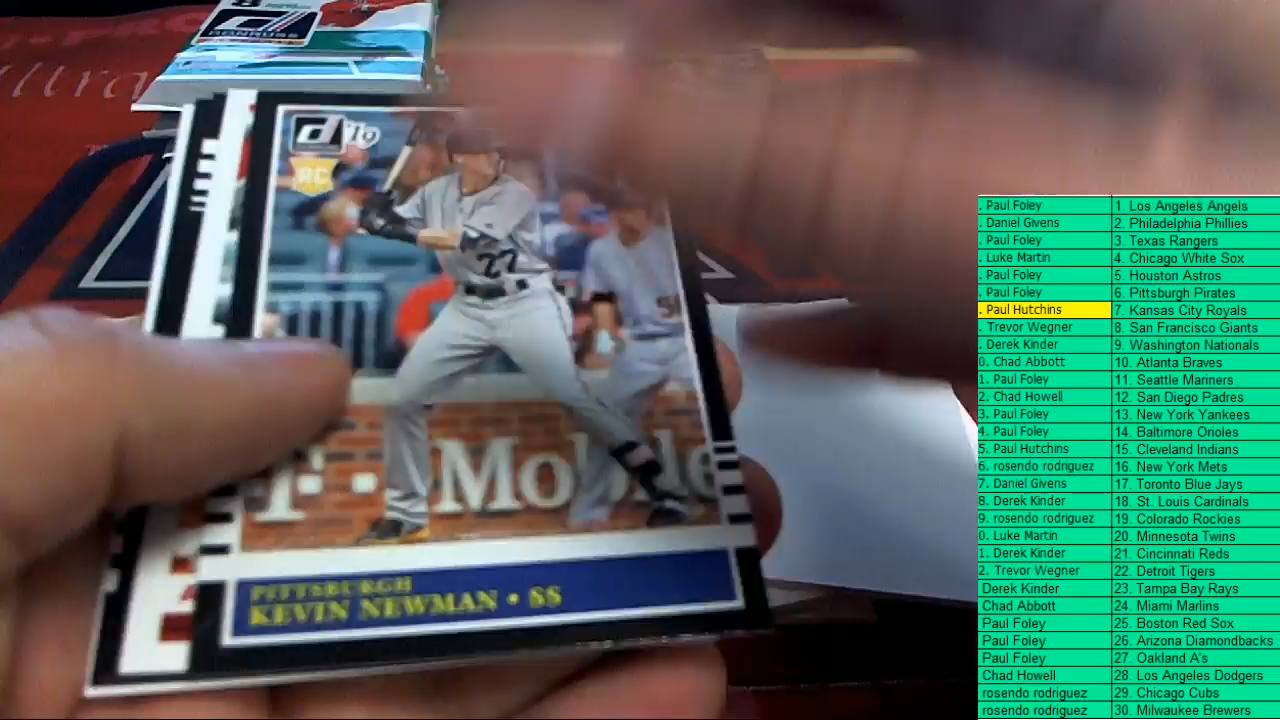 DONRUSS
Ultra
d'19
RC
27
T · Mobile
PITTSBURGH
KEVIN NEWMAN • SS
. Paul Foley 1. Los Angeles Angels
. Daniel Givens 2. Philadelphia Phillies
. Paul Foley 3. Texas Rangers
. Luke Martin 4. Chicago White Sox
. Paul Foley 5. Houston Astros
. Paul Foley 6. Pittsburgh Pirates
. Paul Hutchins 7. Kansas City Royals
. Trevor Wegner 8. San Francisco Giants
. Derek Kinder 9. Washington Nationals
0. Chad Abbott 10. Atlanta Braves
1. Paul Foley 11. Seattle Mariners
2. Chad Howell 12. San Diego Padres
3. Paul Foley 13. New York Yankees
4. Paul Foley 14. Baltimore Orioles
5. Paul Hutchins 15. Cleveland Indians
6. rosendo rodriguez 16. New York Mets
7. Daniel Givens 17. Toronto Blue Jays
8. Derek Kinder 18. St. Louis Cardinals
9. rosendo rodriguez 19. Colorado Rockies
0. Luke Martin 20. Minnesota Twins
1. Derek Kinder 21. Cincinnati Reds
2. Trevor Wegner 22. Detroit Tigers
Derek Kinder 23. Tampa Bay Rays
Chad Abbott 24. Miami Marlins
Paul Foley 25. Boston Red Sox
Paul Foley 26. Arizona Diamondbacks
Paul Foley 27. Oakland A's
Chad Howell 28. Los Angeles Dodgers
rosendo rodriguez 29. Chicago Cubs
rosendo rodriguez 30. Milwaukee Brewers